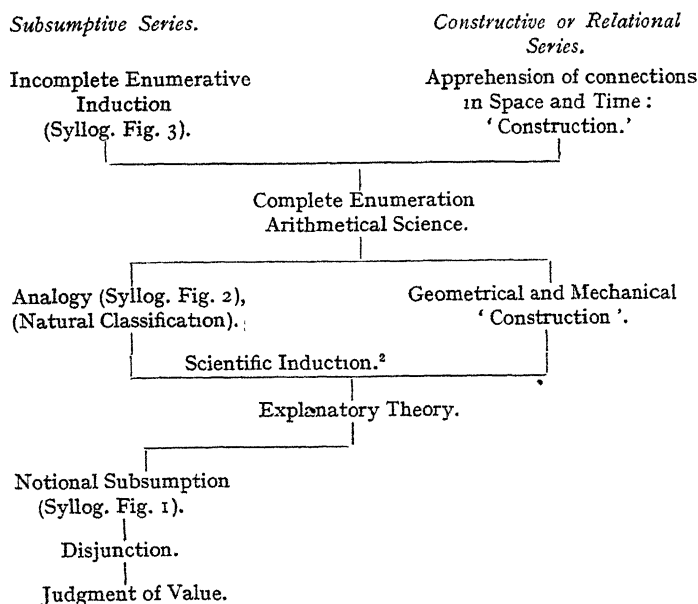 Subsumptive Series.
Constructive or Relational
Series.
Incomplete Enumerative
Induction
(Syllog. Fig. 3).
Apprehension of connections
in Space and Time :
‘ Construction.’
Complete Enumeration
Arithmetical Science.
Analogy (Syllog. Fig. 2),
(Natural Classification).
Geometrical and Mechanical
‘ Construction ’.
Scientific Induction.²
Explanatory Theory.
Notional Subsumption
(Syllog. Fig. 1).
Disjunction.
Judgment of Value.